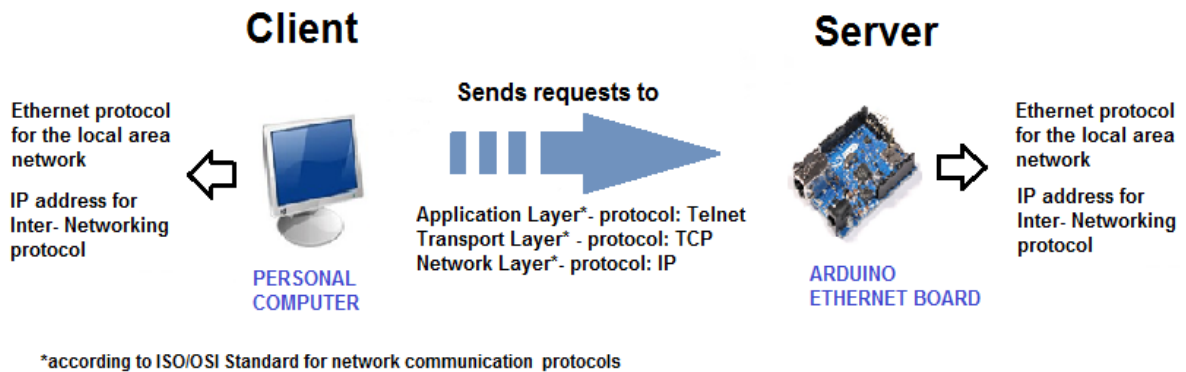 Client
Server
Sends requests to
Ethernet protocol
for the local area
network
IP address for
Inter- Networking
protocol
PERSONAL
COMPUTER
Application Layer*- protocol: Telnet
Transport Layer* - protocol: TCP
Network Layer*- protocol: IP
ARDUINO
ETHERNET BOARD
Ethernet protocol
for the local area
network
IP address for
Inter- Networking
protocol
*according to ISO/OSI Standard for network communication protocols